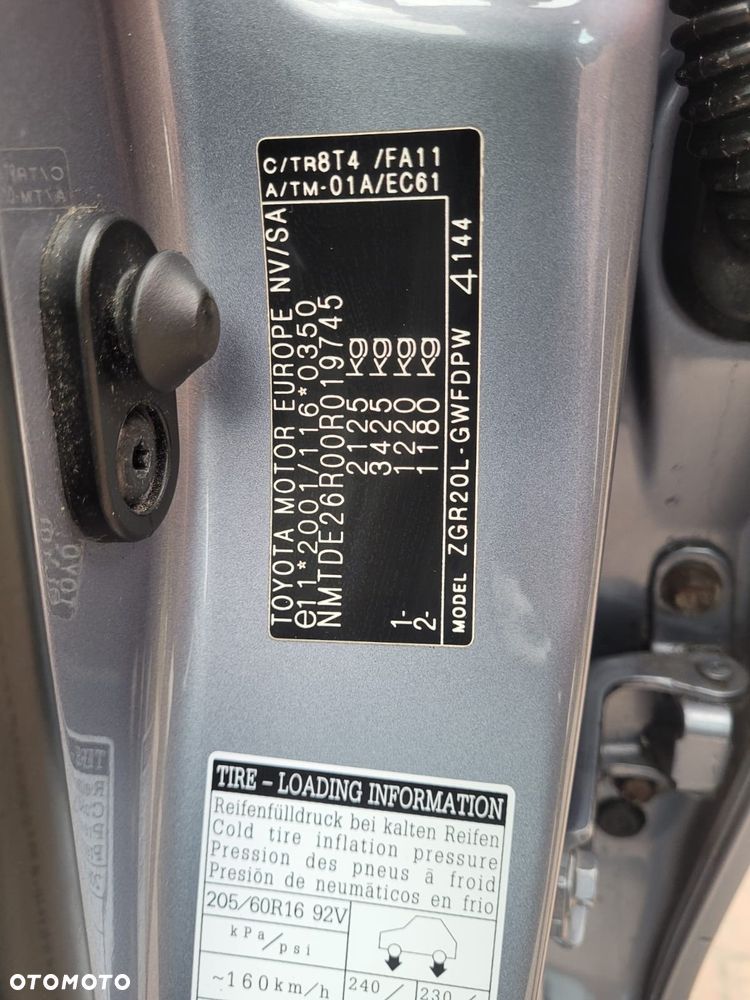 C/TR8T4 /FA11
A/TM-01A/EC61
TOYOTA MOTOR EUROPE NV/SA
e11*2001/116*0350
NMTDE26R00R019745
2125 kg
3425 kg
1- 1220 kg
2- 1180 kg
MODEL ZGR20L-GWFDPW 4144
TIRE – LOADING INFORMATION
Reifenfülldruck bei kalten Reifen
Cold tire inflation pressure
Pression des pneus à froid
Presión de neumáticos en frio
205/60R16 92V
kPa/psi
~160km/h
240
230
OTOMOTO